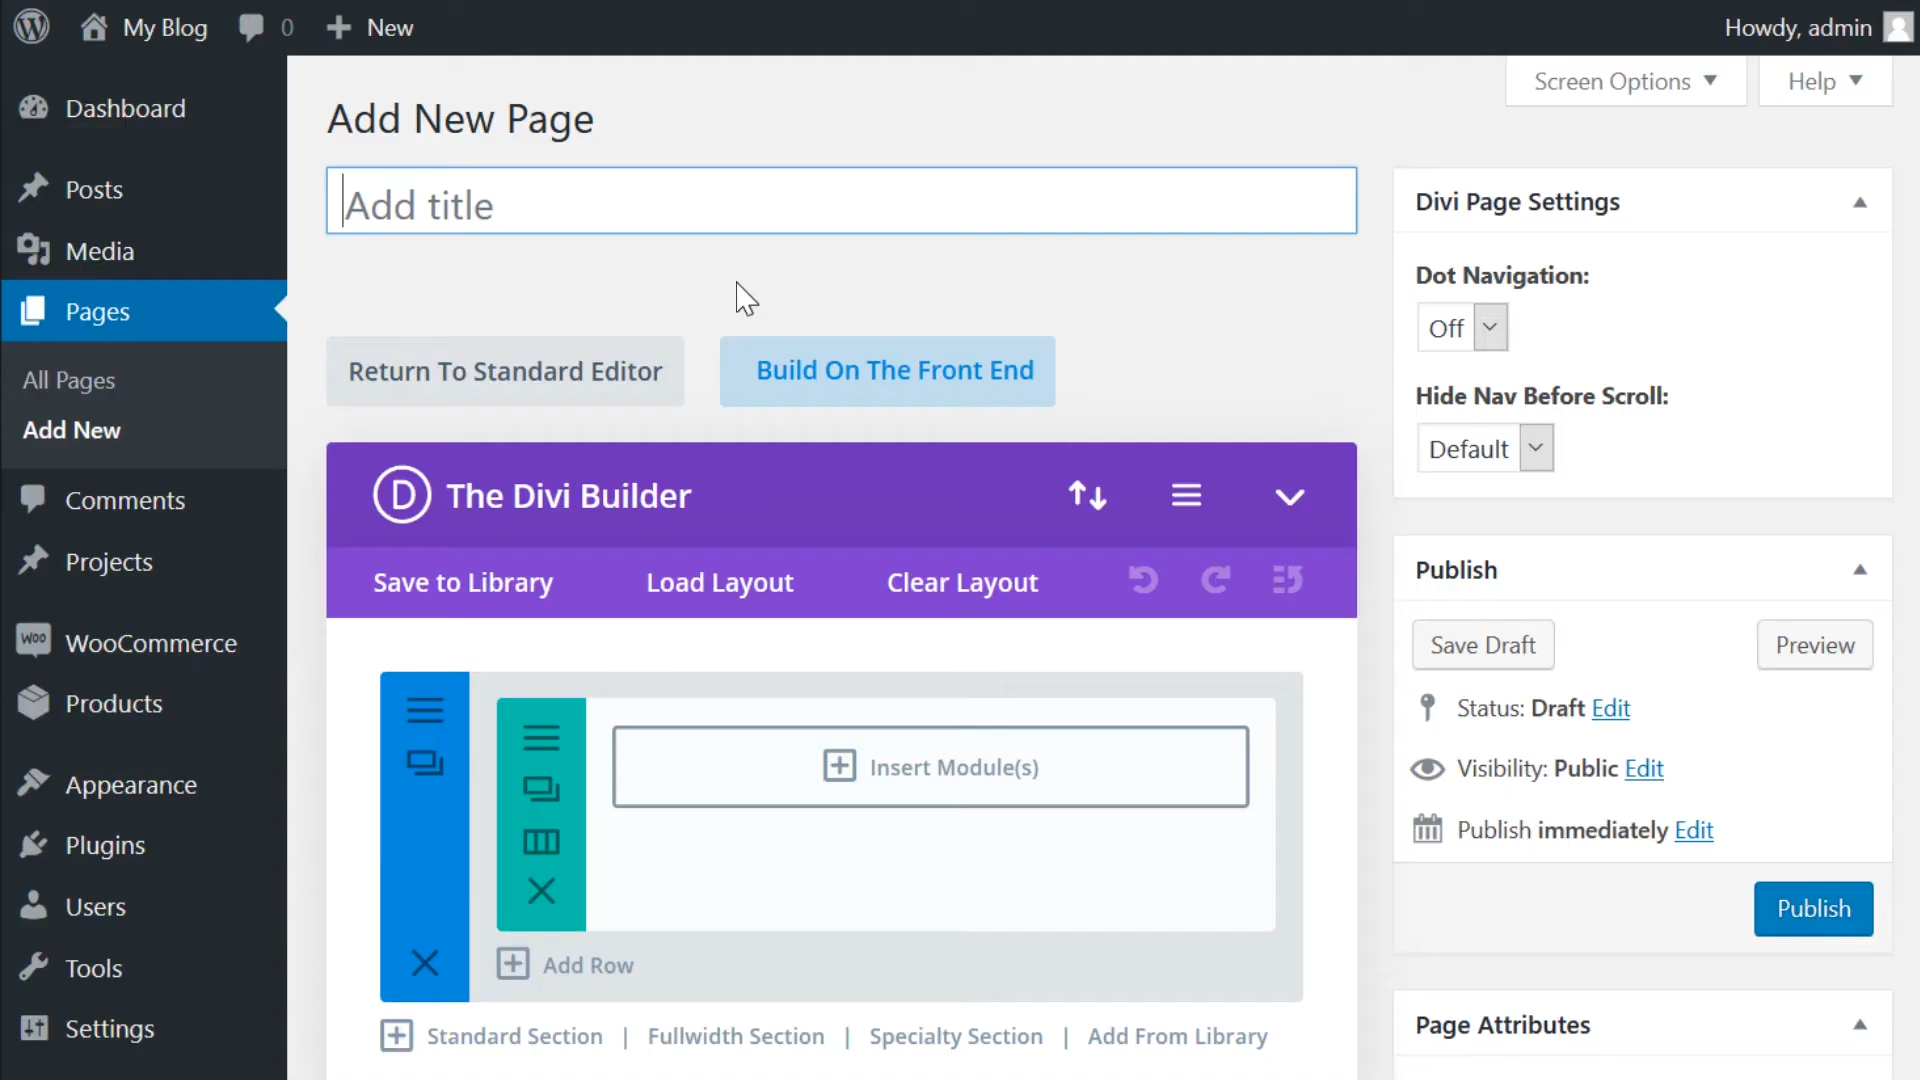 My Blog 0 New Howdy, admin
Screen Options Help
Dashboard
Posts
Media
Pages
All Pages
Add New
Comments
Projects
WOO WooCommerce
Products
Appearance
Plugins
Users
Tools
Settings
Add New Page
Add title
Return To Standard Editor Build On The Front End
D The Divi Builder
Save to Library Load Layout Clear Layout
Insert Module(s)
Add Row
Standard Section | Fullwidth Section | Specialty Section | Add From Library
Divi Page Settings
Dot Navigation:
Off
Hide Nav Before Scroll:
Default
Publish
Save Draft Preview
Status: Draft Edit
Visibility: Public Edit
Publish immediately Edit
Publish
Page Attributes